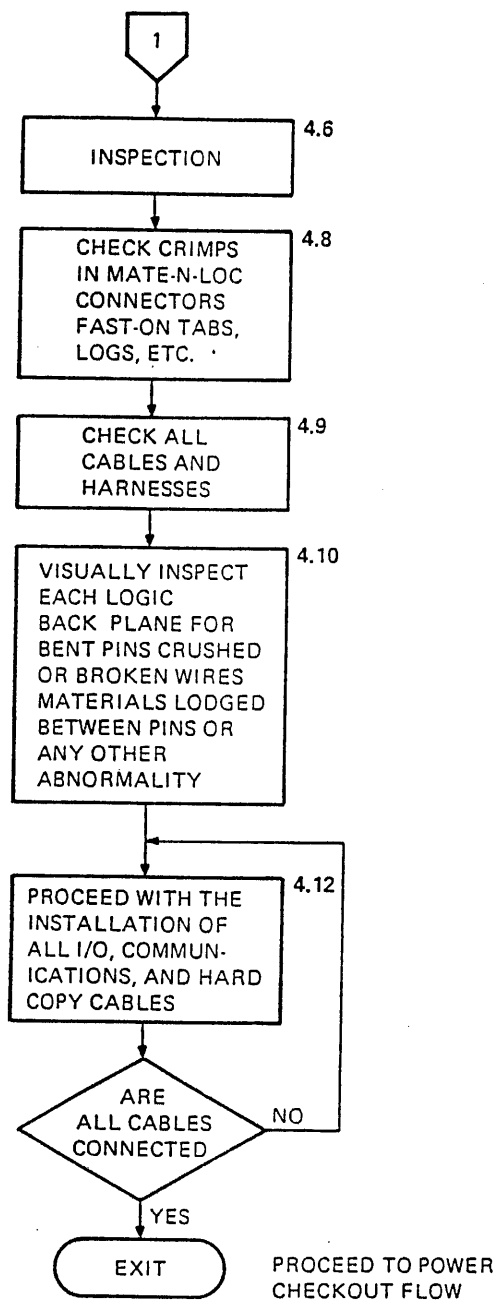 1
4.6
INSPECTION
4.8
CHECK CRIMPS
IN MATE-N-LOC
CONNECTORS
FAST-ON TABS,
LOGS, ETC.
4.9
CHECK ALL
CABLES AND
HARNESSES
4.10
VISUALLY INSPECT
EACH LOGIC
BACK PLANE FOR
BENT PINS CRUSHED
OR BROKEN WIRES
MATERIALS LODGED
BETWEEN PINS OR
ANY OTHER
ABNORMALITY
4.12
PROCEED WITH THE
INSTALLATION OF
ALL I/O, COMMUN-
ICATIONS, AND HARD
COPY CABLES
ARE
ALL CABLES
CONNECTED
NO
YES
EXIT
PROCEED TO POWER
CHECKOUT FLOW